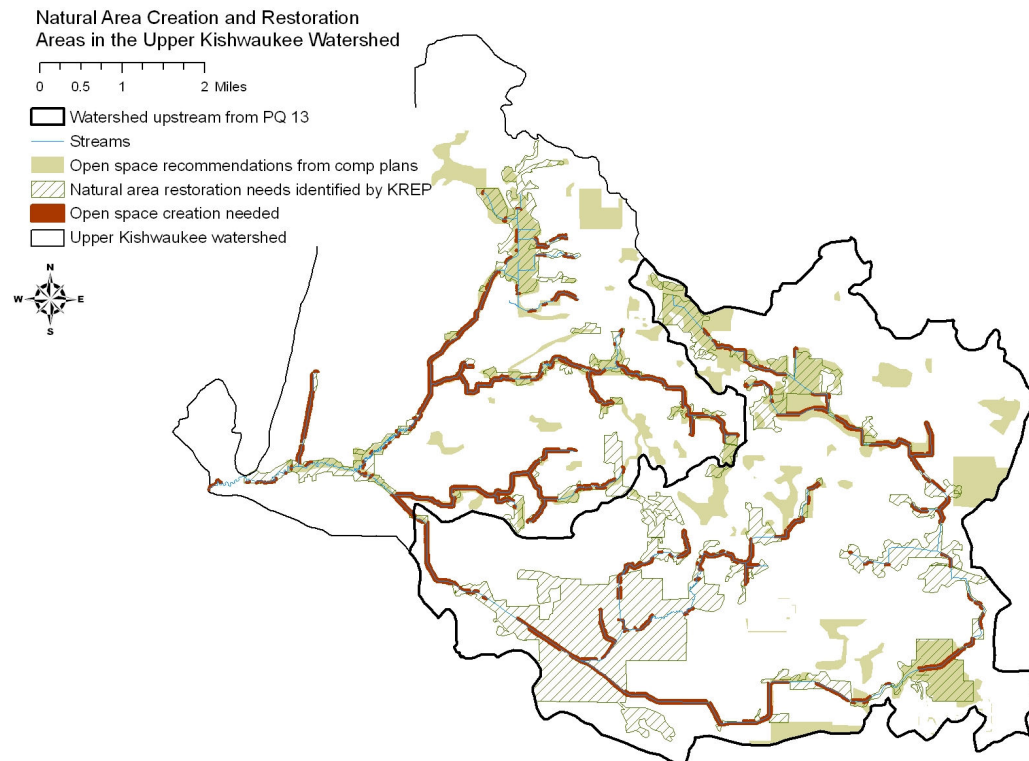 Natural Area Creation and Restoration
Areas in the Upper Kishwaukee Watershed
0 0.5 1 2 Miles
Watershed upstream from PQ 13
Streams
Open space recommendations from comp plans
Natural area restoration needs identified by KREP
Open space creation needed
Upper Kishwaukee watershed
N
W E
S